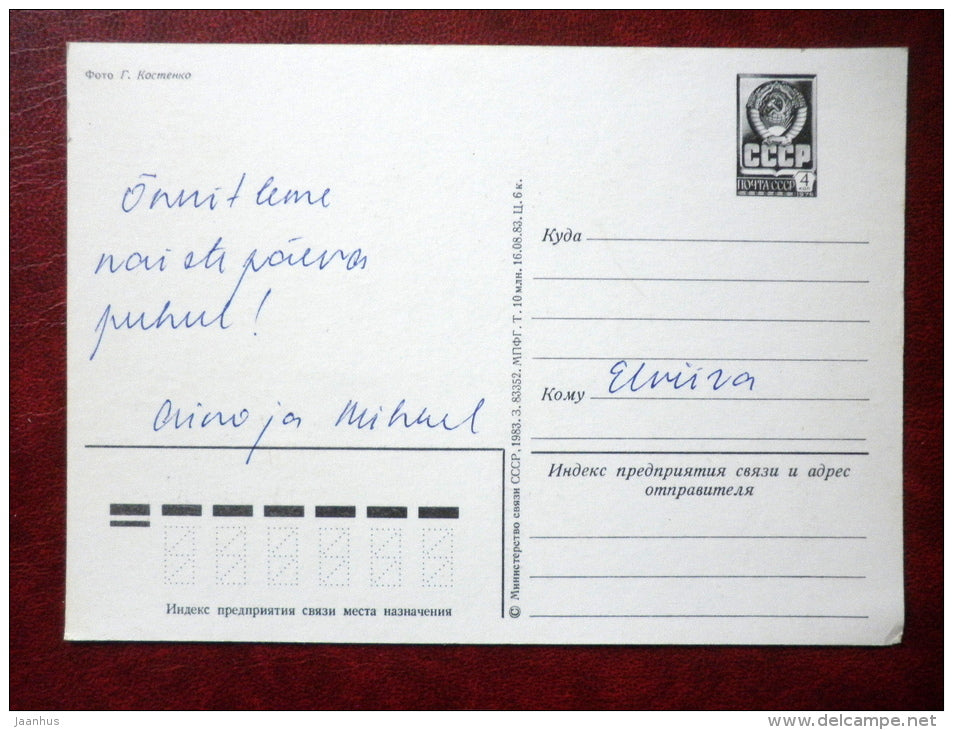 Фото Г. Костенко
Õnnitleme
naiste päeva
puhul!
Aino ja Mihkel
СССР
ПОЧТА СССР
4
КОП
1976
Куда
Кому Elviira
Индекс предприятия связи и адрес
отправителя
© Министерство связи СССР, 1983. З. 83352. МПФГ. Т. 10 млн. 16.08.83. Ц. 6 к.
Индекс предприятия связи места назначения
jaanhus
www.delcampe.net